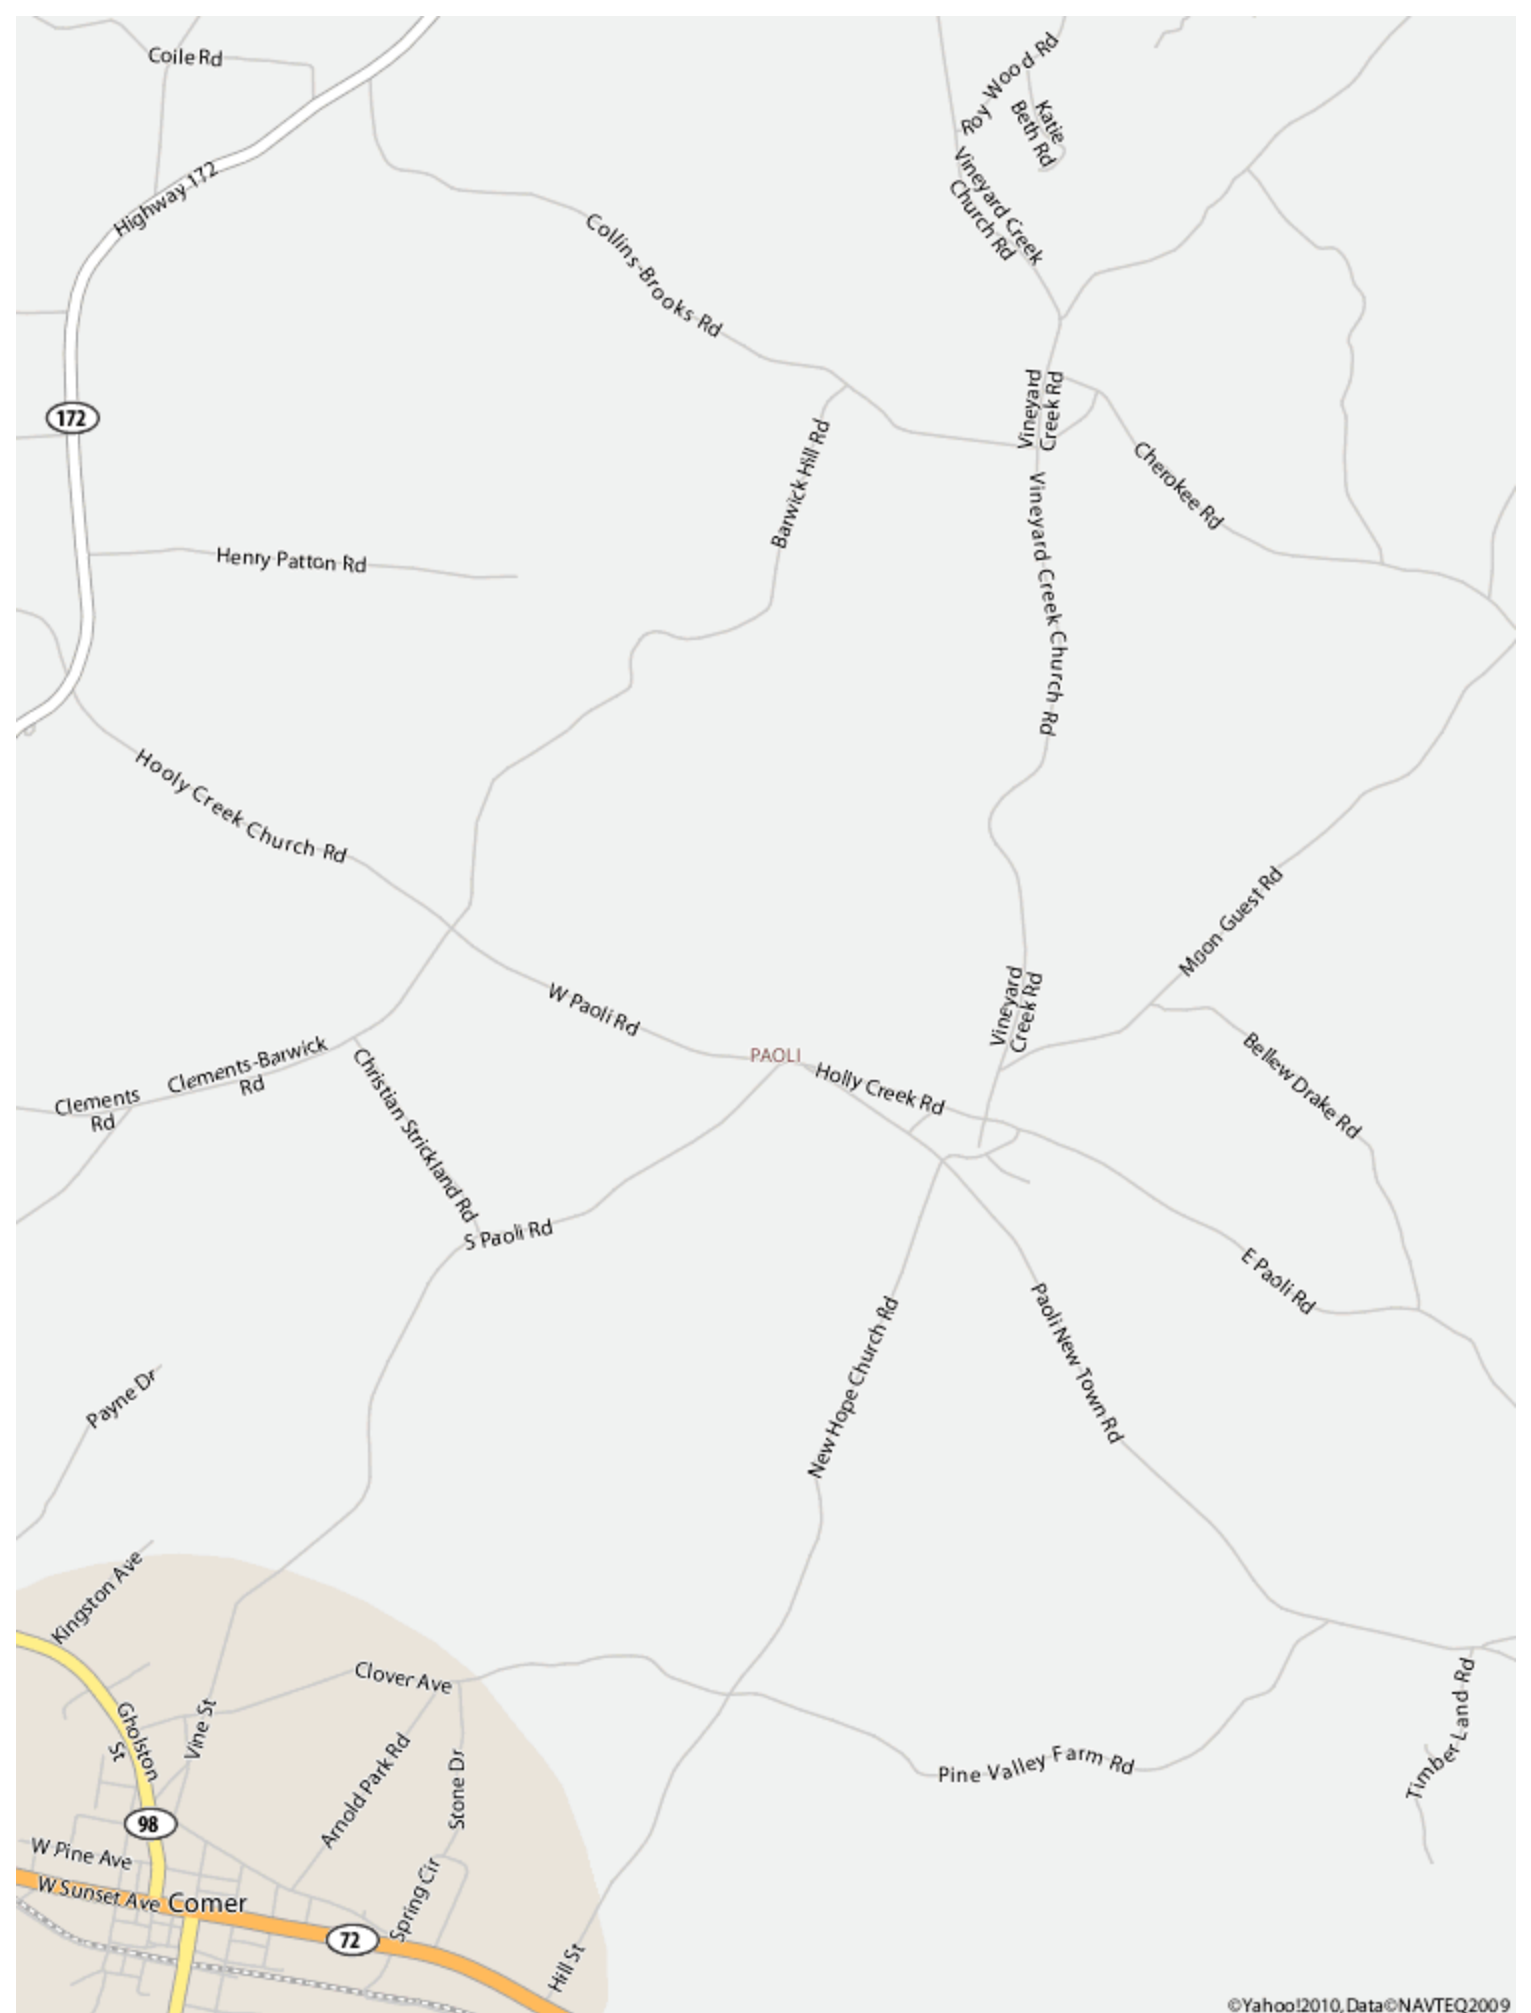 Coile Rd
Roy Wood Rd
Katie
Beth Rd
Vineyard Creek
Church Rd
Highway 172
Collins-Brooks Rd
172
Vineyard
Creek Rd
Barwick Hill Rd
Cherokee Rd
Vineyard Creek Church Rd
Henry Patton Rd
Hooly Creek Church Rd
Moon Guest Rd
W Paoli Rd
Vineyard
Creek Rd
PAOLI
Holly Creek Rd
Bellew Drake Rd
Clements-Barwick
Rd
Clements
Rd
Christian Strickland Rd
S Paoli Rd
E Paoli Rd
New Hope Church Rd
Paoli New Town Rd
Payne Dr
Kingston Ave
Clover Ave
Gholston
St
Vine St
Arnold Park Rd
Stone Dr
Pine Valley Farm Rd
Timber Land Rd
98
W Pine Ave
W Sunset Ave
Comer
Spring Cir
72
Hill St
©Yahoo!2010,Data©NAVTEQ2009